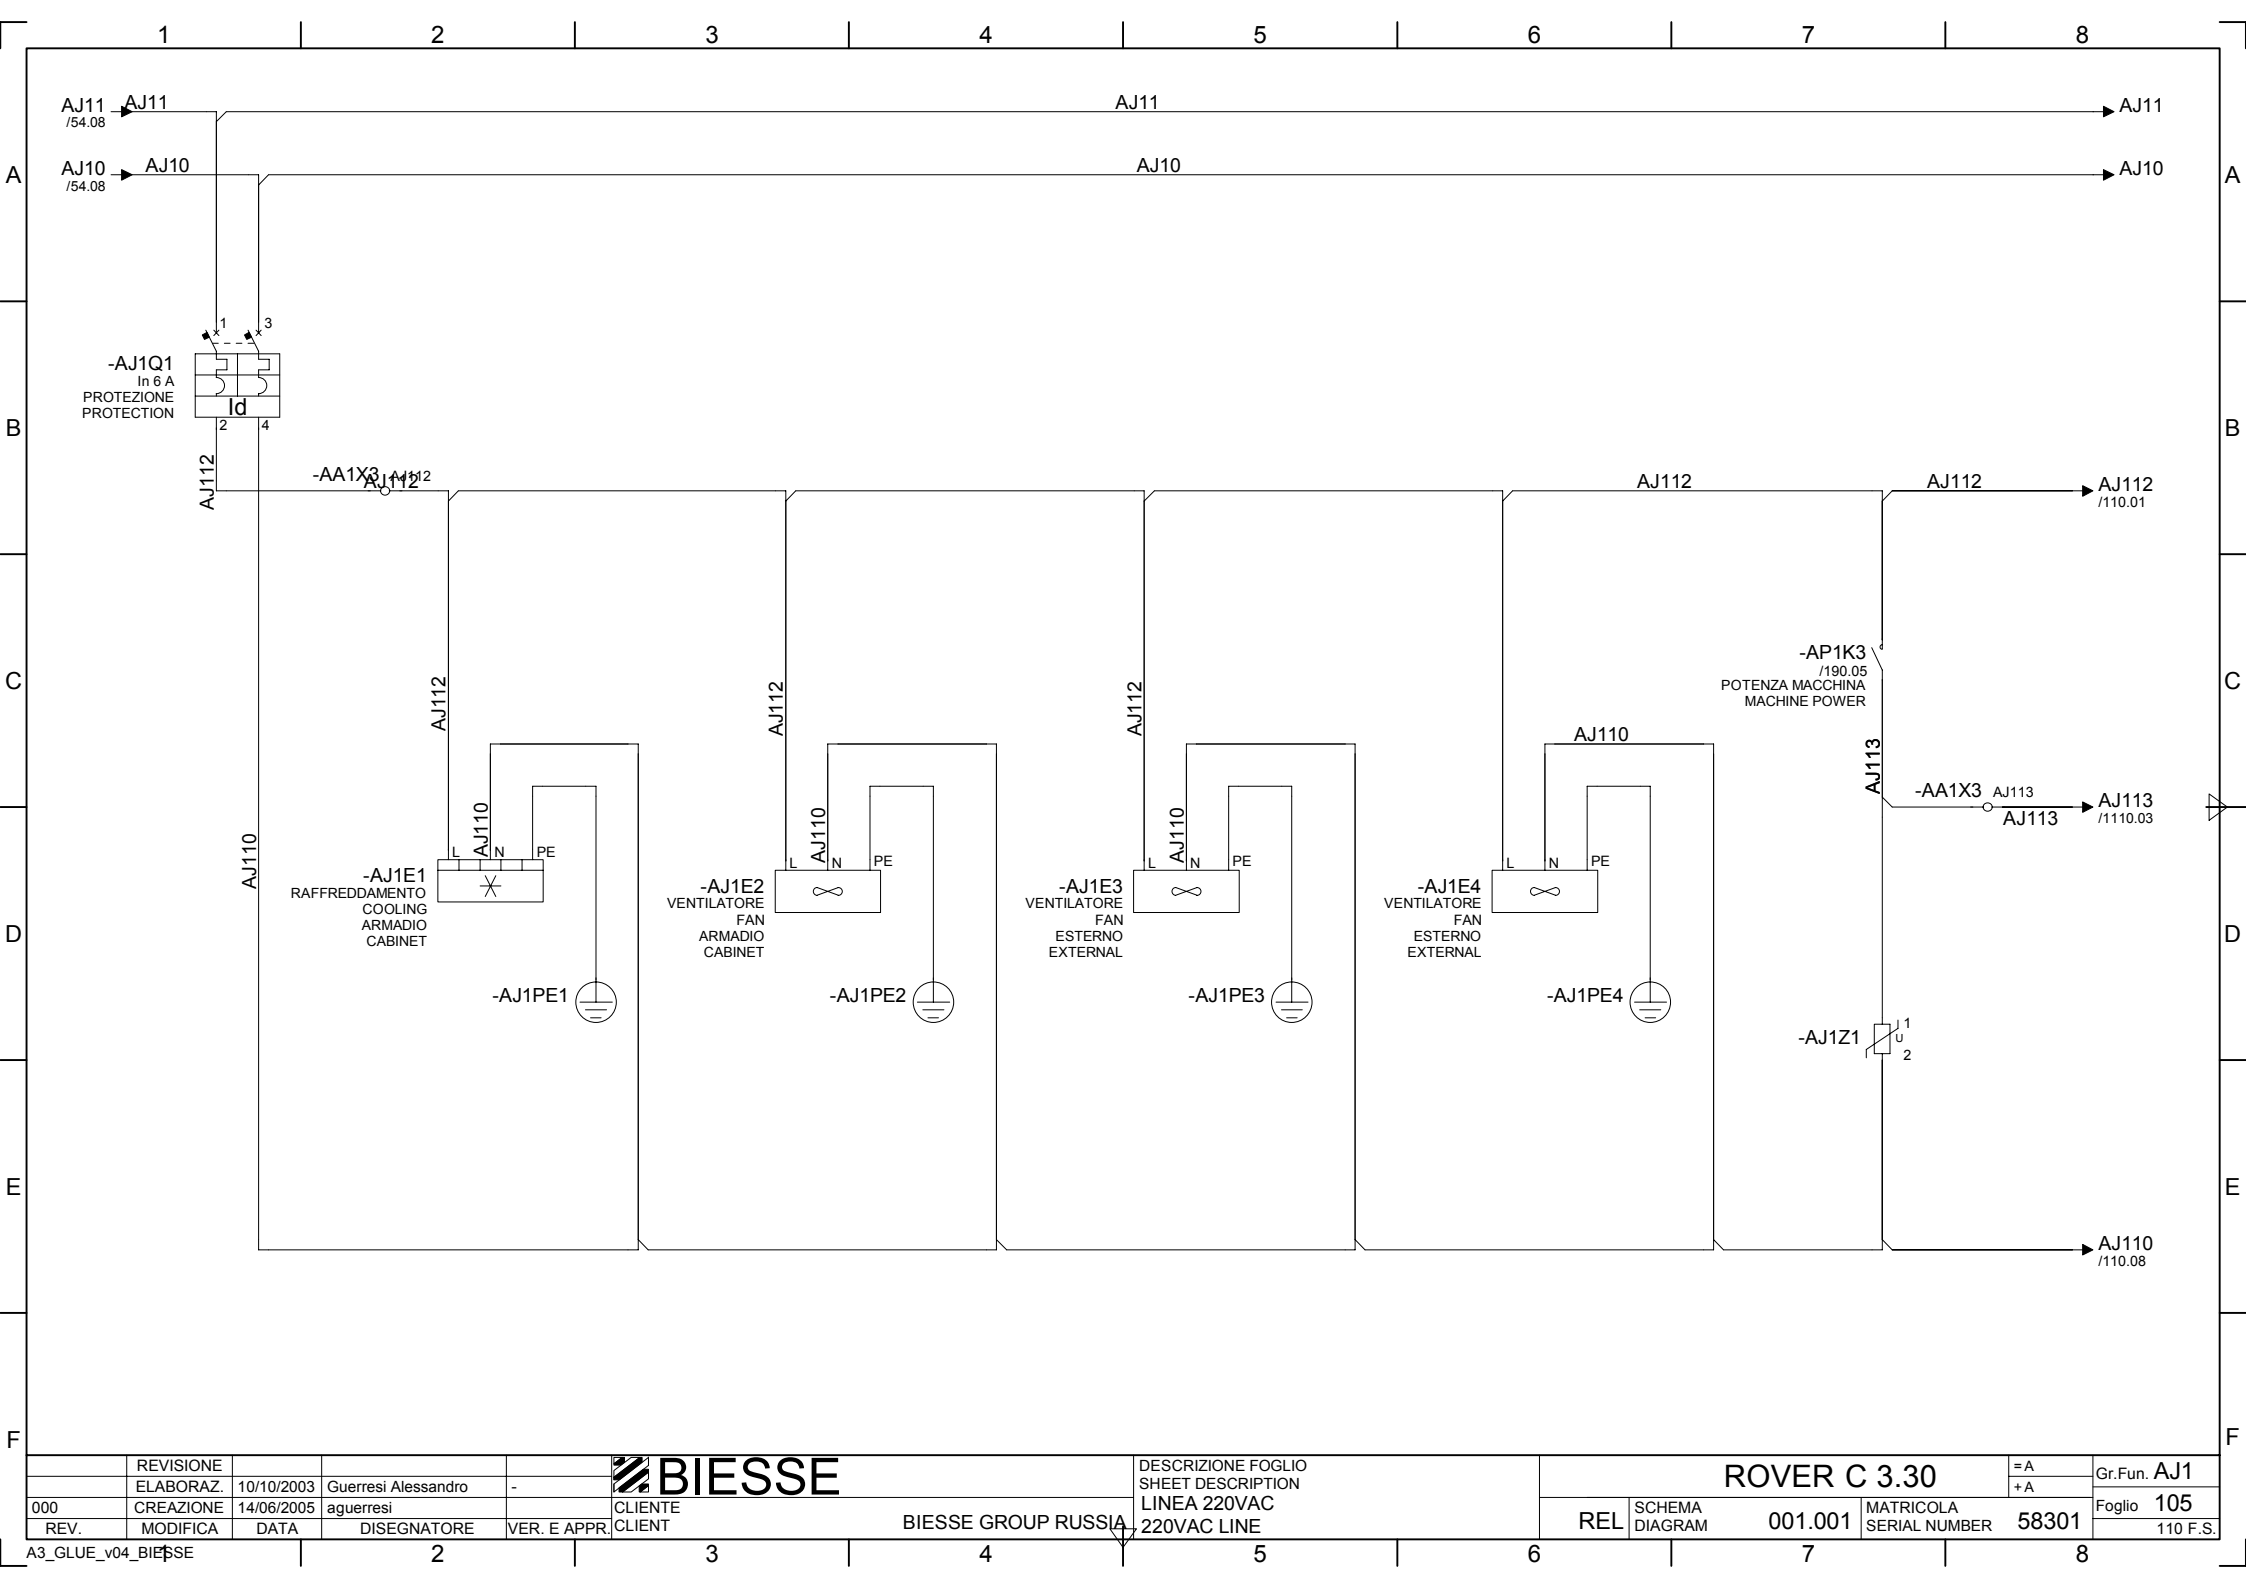 1 2 3 4 5 6 7 8
AJ11
/54.08
AJ11
AJ11
AJ11
A
AJ10
/54.08
AJ10
AJ10
AJ10
A
1
3
-AJ1Q1
In 6 A
PROTEZIONE
PROTECTION
Id
2
4
B
B
AJ112
-AA1X3
AJ112
AJ112
AJ112
AJ112
AJ112
/110.01
C
C
AJ112
AJ112
AJ112
-AP1K3
/190.05
POTENZA MACCHINA
MACHINE POWER
AJ110
AJ113
-AA1X3
AJ113
AJ113
AJ113
/1110.03
AJ110
AJ110
AJ110
AJ110
L N PE
L N PE
L N PE
L N PE
-AJ1E1
RAFFREDDAMENTO
COOLING
ARMADIO
CABINET
-AJ1E2
VENTILATORE
FAN
ARMADIO
CABINET
-AJ1E3
VENTILATORE
FAN
ESTERNO
EXTERNAL
-AJ1E4
VENTILATORE
FAN
ESTERNO
EXTERNAL
D
D
-AJ1PE1
-AJ1PE2
-AJ1PE3
-AJ1PE4
-AJ1Z1
1
U
2
E
E
AJ110
/110.08
F
F
REVISIONE
ELABORAZ. 10/10/2003 Guerresi Alessandro -
000 CREAZIONE 14/06/2005 aguerresi
REV. MODIFICA DATA DISEGNATORE VER. E APPR.
BIESSE
CLIENTE
CLIENT
BIESSE GROUP RUSSIA
DESCRIZIONE FOGLIO
SHEET DESCRIPTION
LINEA 220VAC
220VAC LINE
ROVER C 3.30
= A
+ A
REL
SCHEMA
DIAGRAM
001.001
MATRICOLA
SERIAL NUMBER
58301
Gr.Fun. AJ1
Foglio 105
110 F.S.
A3_GLUE_v04_BIESSE
1 2 3 4 5 6 7 8